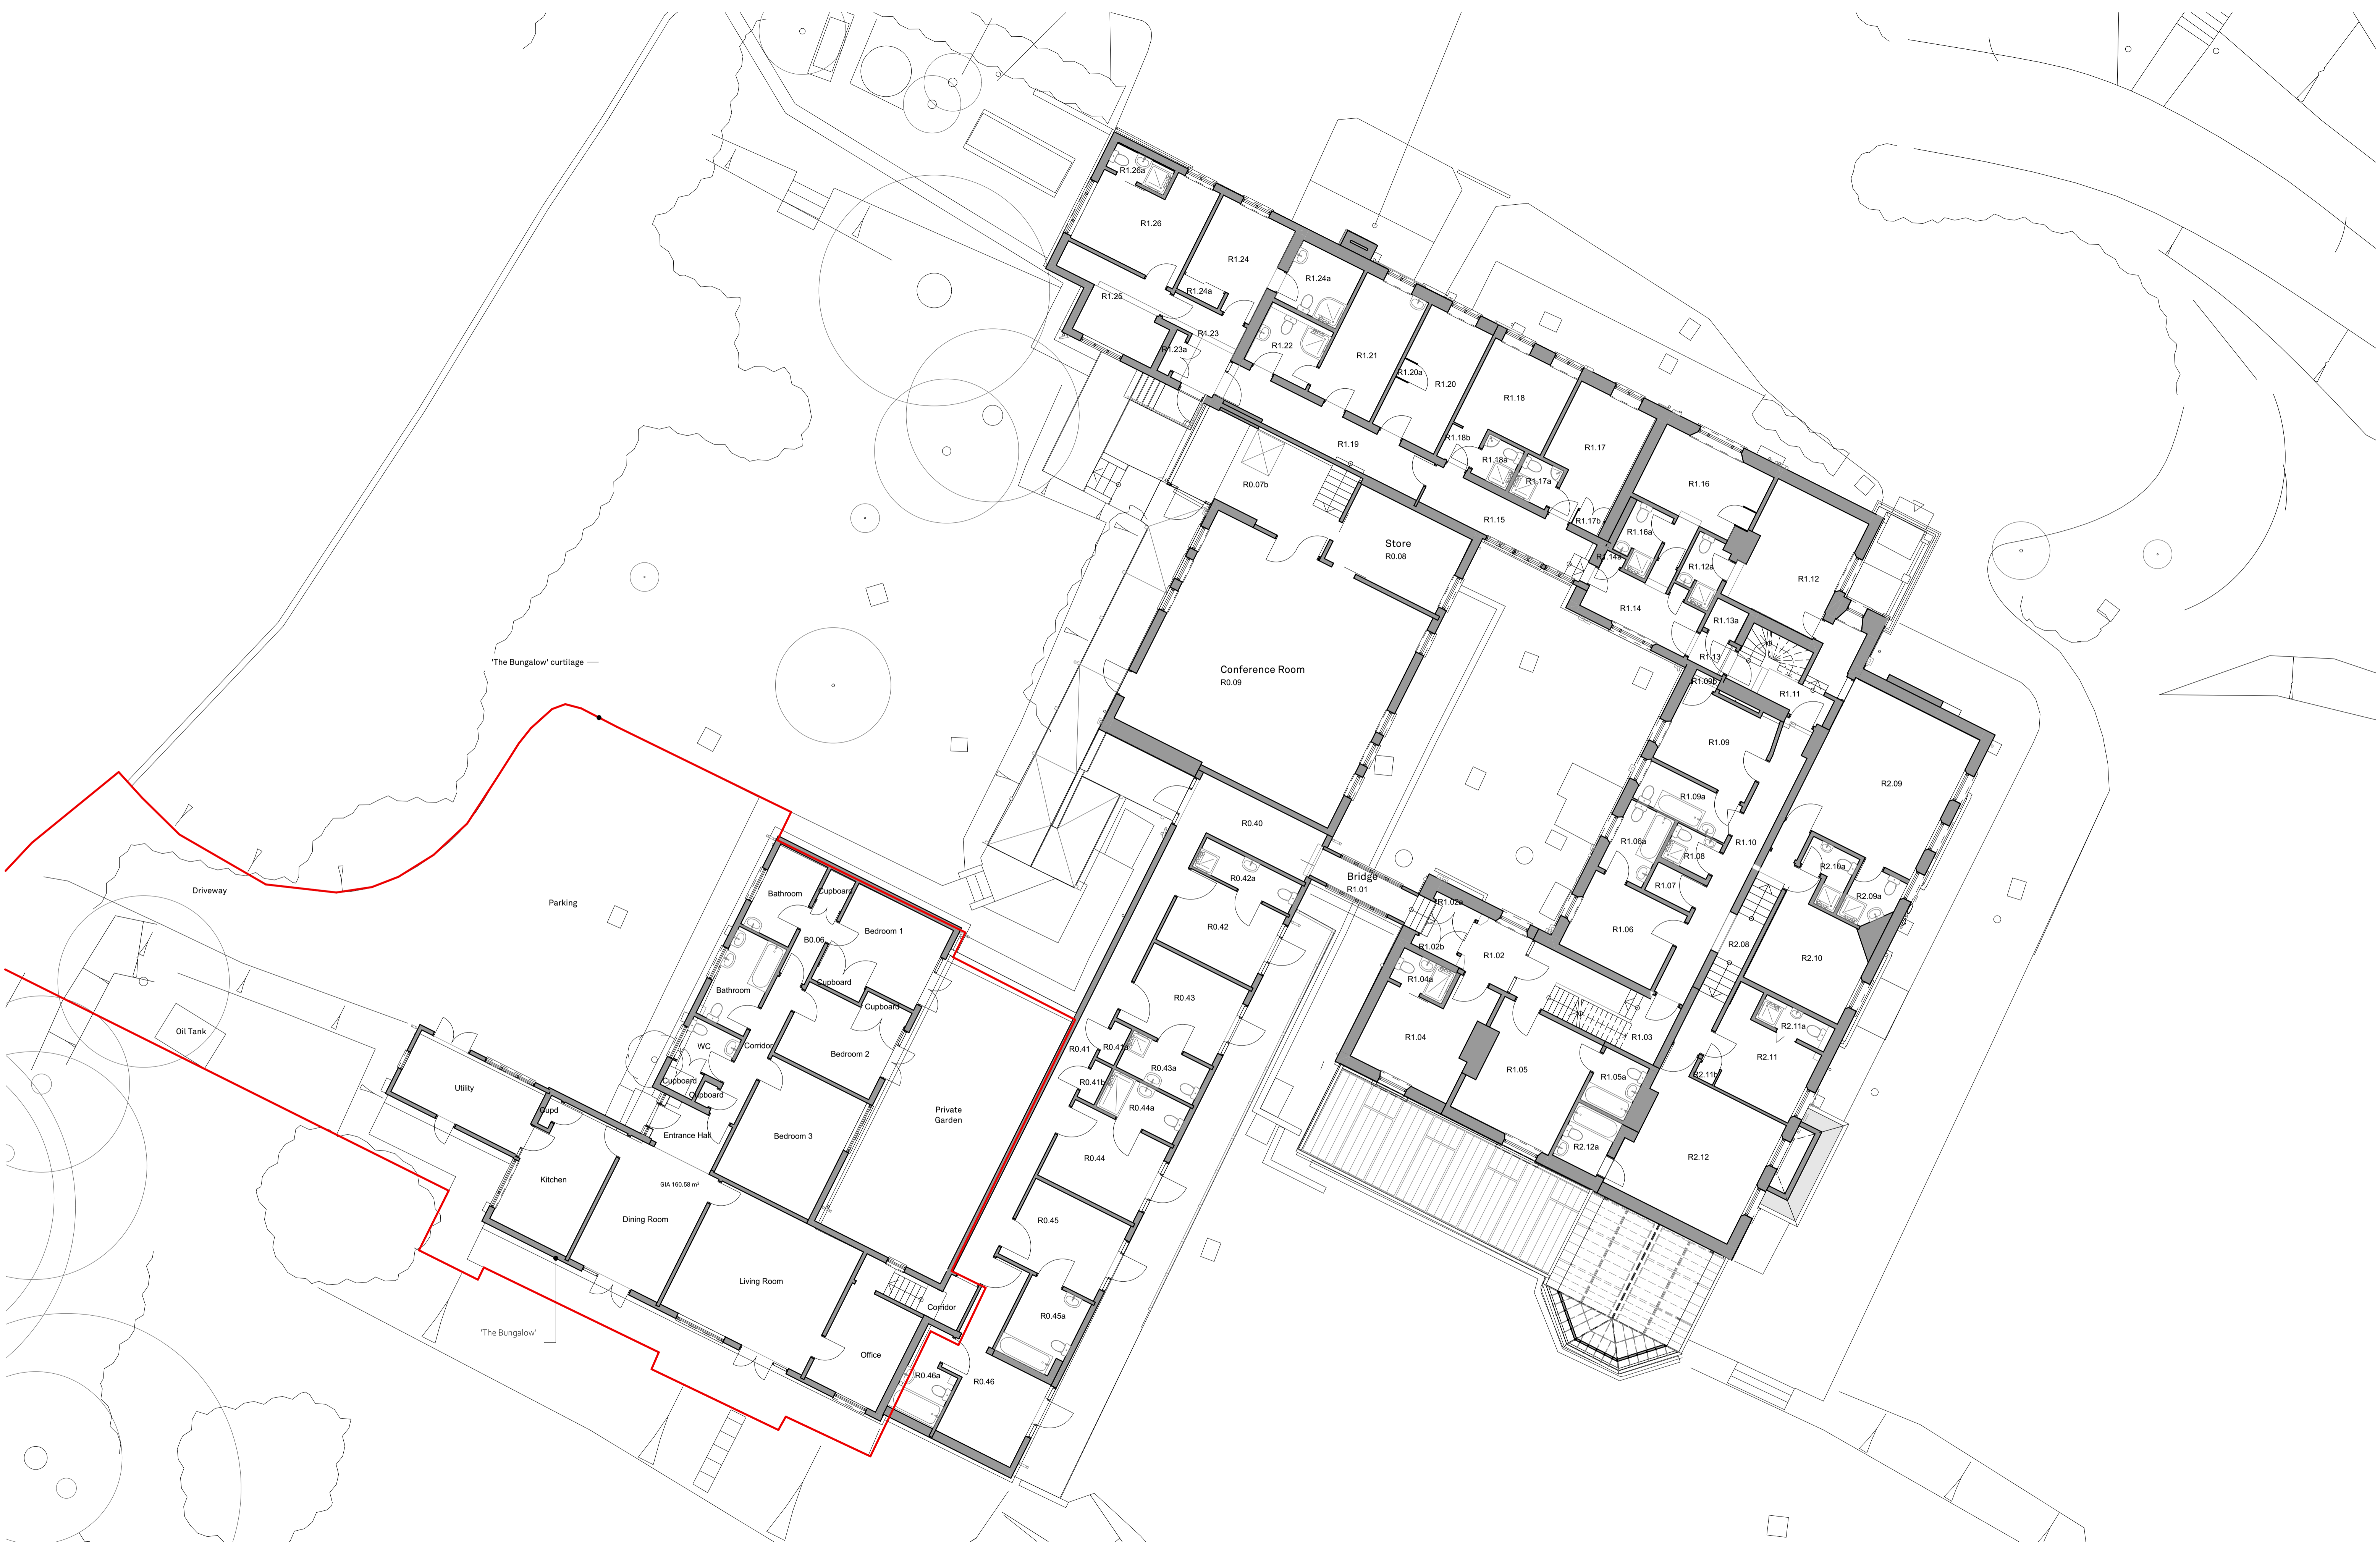 R1.26a
R1.26
R1.24
R1.24a
R1.24a
R1.25
R1.23
R1.23a
R1.22
R1.21
R1.20a
R1.20
R1.18
R1.18b
R1.18a
R1.17
R1.17a
R1.17b
R1.19
R0.07b
R1.15
R1.16
R1.16a
R1.14a
R1.12a
R1.12
R1.14
R1.13a
R1.13
R1.11
R1.09b
Store
R0.08
Conference Room
R0.09
'The Bungalow' curtilage
R1.09
R1.09a
R1.10
R1.06a
R1.08
R1.07
R1.06
R2.09
R2.10a
R2.09a
R2.08
R2.10
R2.11a
R2.11
R2.11b
R2.12
R2.12a
R0.40
R0.42a
R0.42
Bridge
R1.01
R1.02a
R1.02b
R1.02
R1.04a
R1.04
R1.05
R1.03
R1.05a
R0.43
R0.41
R0.41a
R0.43a
R0.41b
R0.44a
R0.44
R0.45
R0.45a
R0.46
R0.46a
Driveway
Parking
Oil Tank
Bathroom
Cupboard
Bedroom 1
B0.06
Cupboard
Cupboard
Bathroom
WC
Corridor
Bedroom 2
Cupboard
Cupboard
Utility
Cupd
Entrance Hall
Bedroom 3
Private
Garden
Kitchen
GIA 160.58 m²
Dining Room
Living Room
Corridor
Office
'The Bungalow'